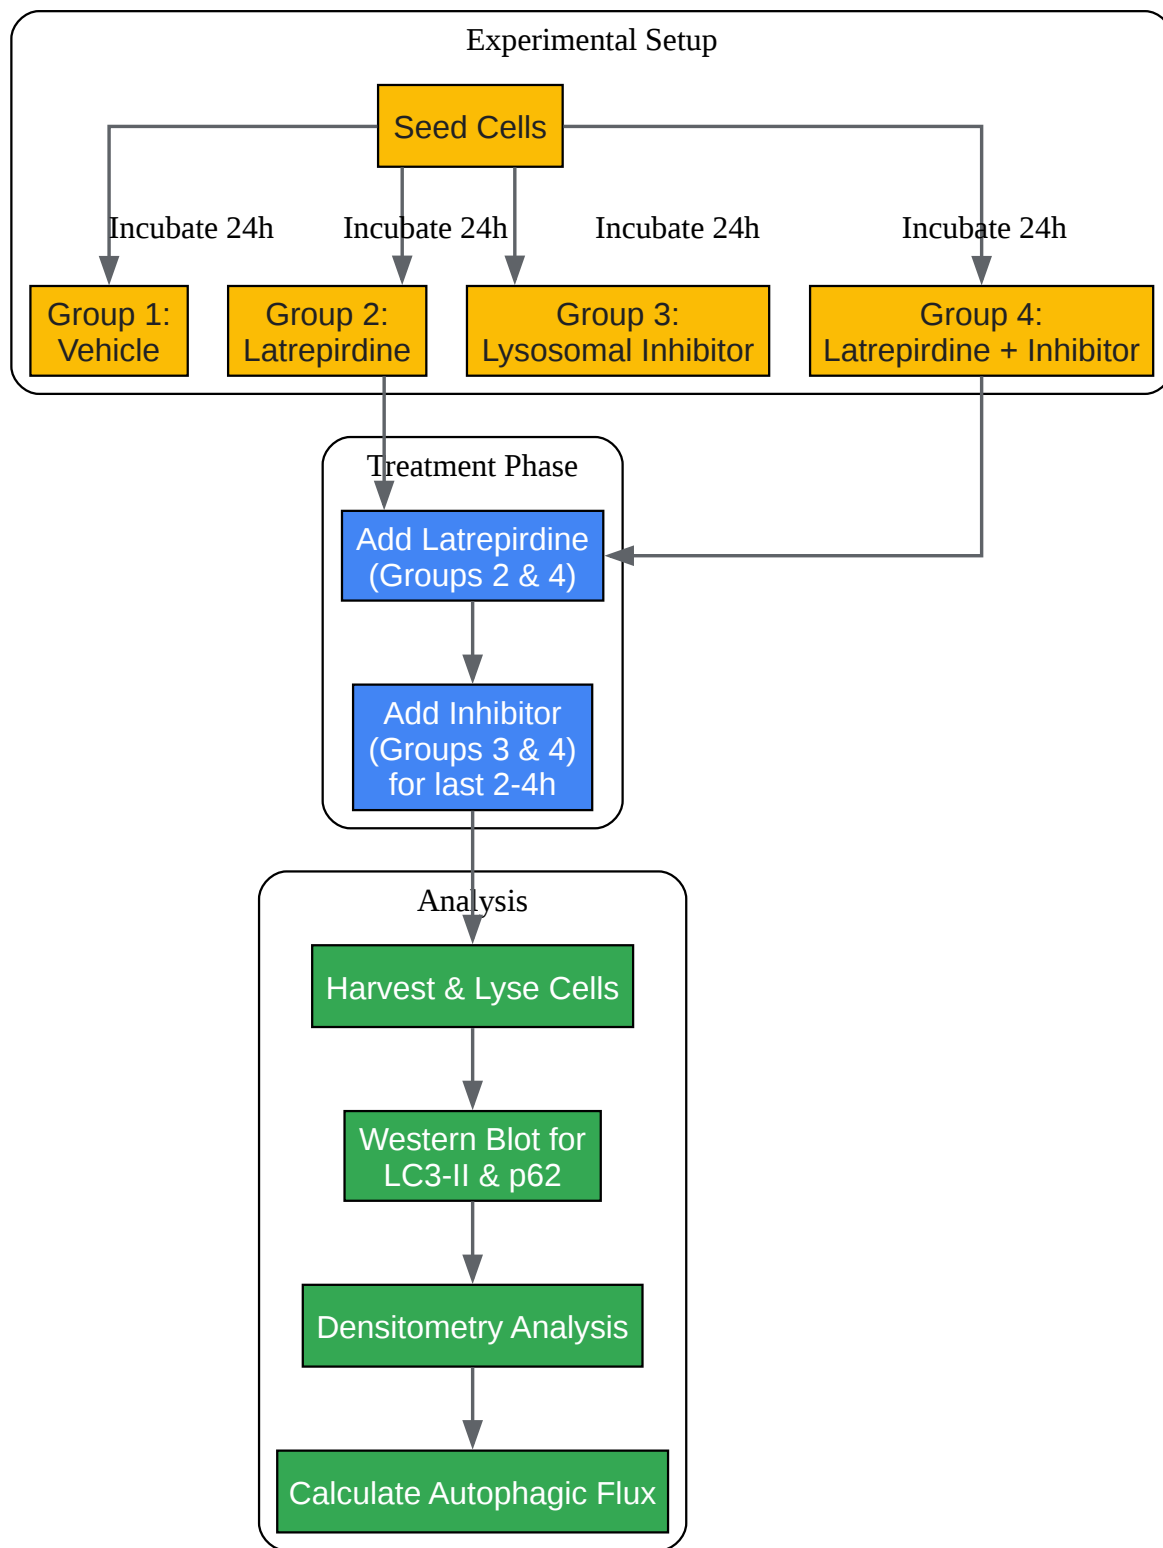 Experimental Setup
Seed Cells
Incubate 24h
Incubate 24h
Incubate 24h
Incubate 24h
Group 1:
Vehicle
Group 2:
Latrepirdine
Group 3:
Lysosomal Inhibitor
Group 4:
Latrepirdine + Inhibitor
Treatment Phase
Add Latrepirdine
(Groups 2 & 4)
Add Inhibitor
(Groups 3 & 4)
for last 2-4h
Analysis
Harvest & Lyse Cells
Western Blot for
LC3-II & p62
Densitometry Analysis
Calculate Autophagic Flux